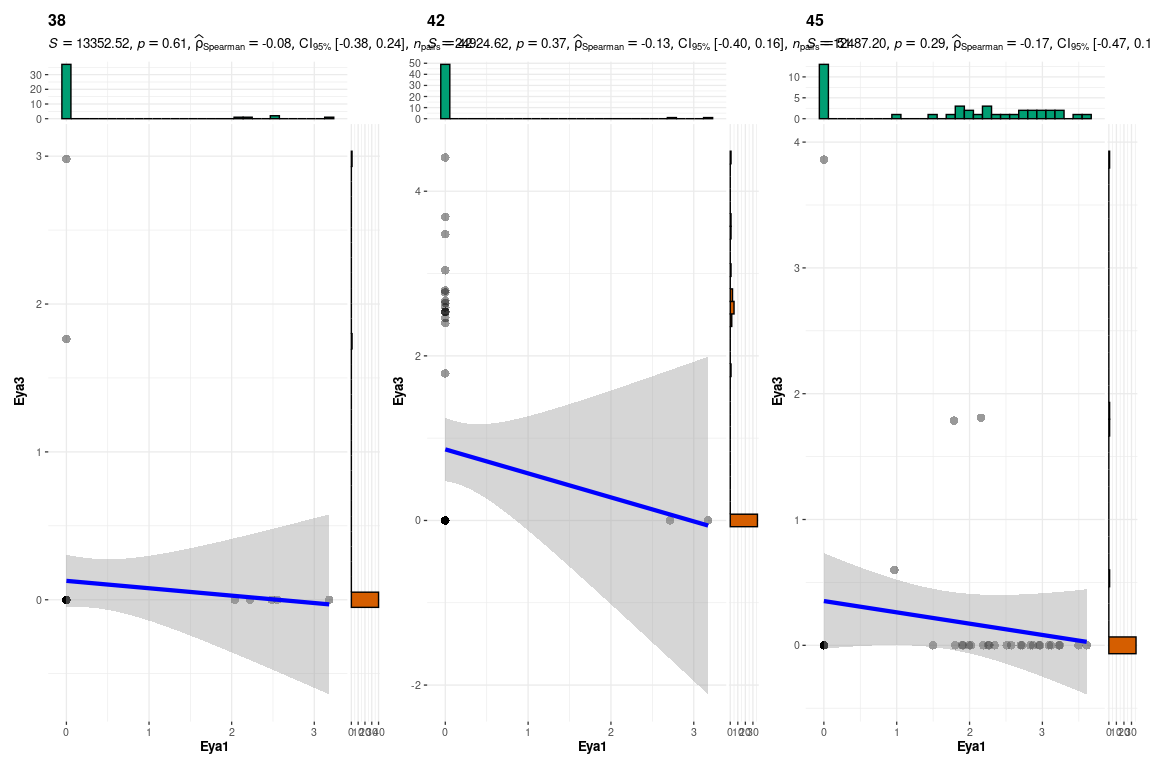 38 42 45
S = 13352.52, p = 0.61, ρ̂Spearman = -0.08, CI95% [-0.38, 0.24], npairs = S = 24924.62, p = 0.37, ρ̂Spearman = -0.13, CI95% [-0.40, 0.16], npairs = p = 0.29, ρ̂Spearman = -0.17, CI95% [-0.47, 0.1
30
20
10
0
50
40
30
20
10
0
10
5
0
3
2
1
0
Eya3
4
2
0
-2
Eya3
4
3
2
1
0
Eya3
0 1 2 3
0 1 2 3
0 1 2 3
Eya1 Eya1 Eya1